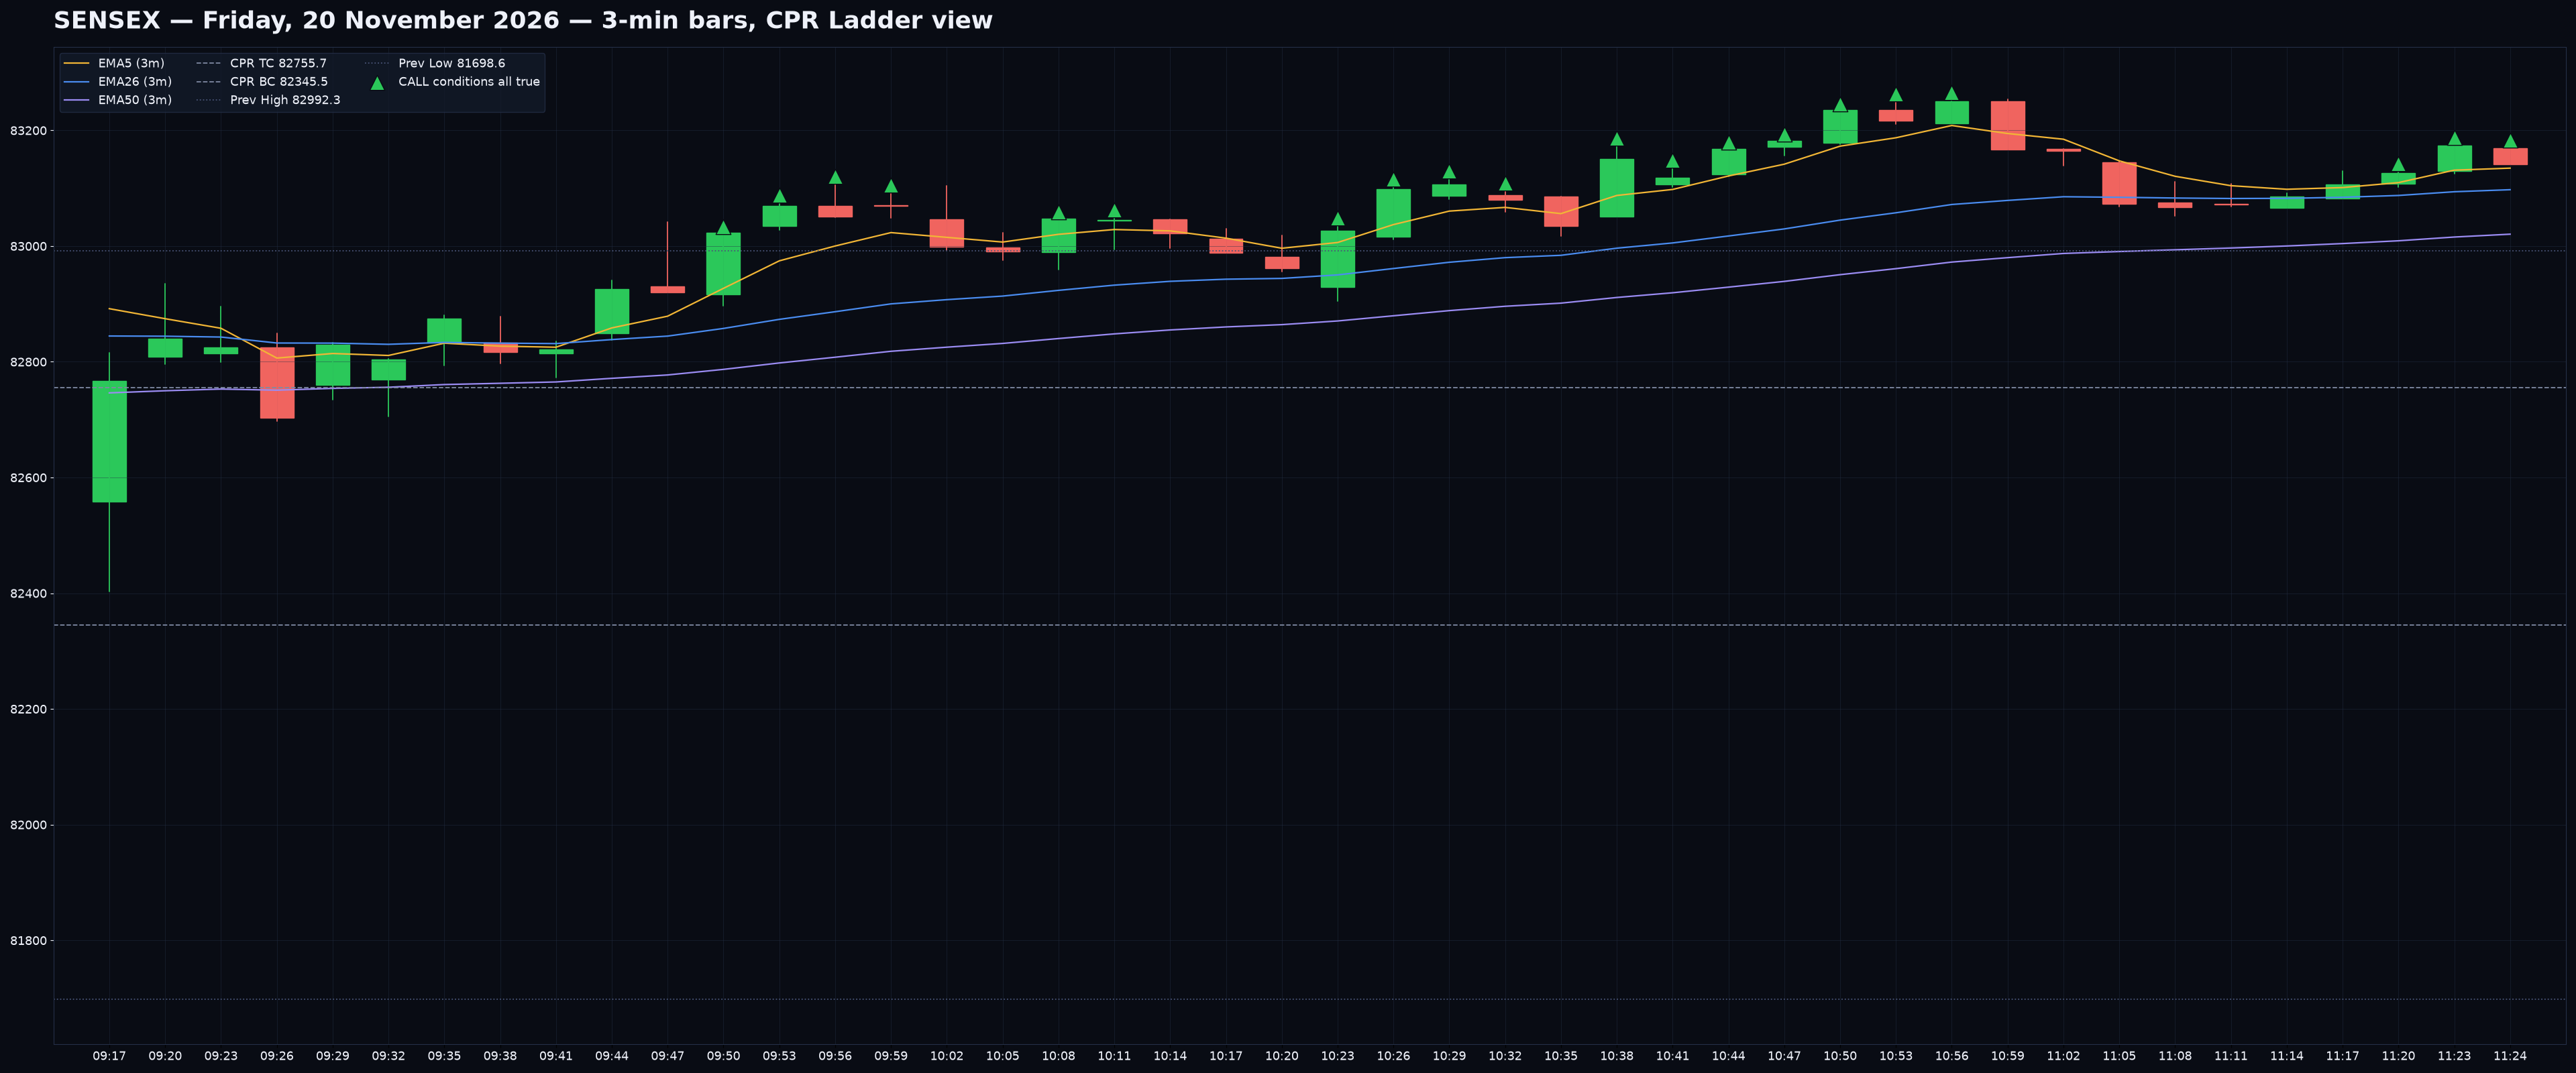 SENSEX — Friday, 20 November 2026 — 3-min bars, CPR Ladder view
EMA5 (3m)
EMA26 (3m)
EMA50 (3m)
CPR TC 82755.7
CPR BC 82345.5
Prev High 82992.3
Prev Low 81698.6
CALL conditions all true
83200
83000
82800
82600
82400
82200
82000
81800
09:17 09:20 09:23 09:26 09:29 09:32 09:35 09:38 09:41 09:44 09:47 09:50 09:53 09:56 09:59 10:02 10:05 10:08 10:11 10:14 10:17 10:20 10:23 10:26 10:29 10:32 10:35 10:38 10:41 10:44 10:47 10:50 10:53 10:56 10:59 11:02 11:05 11:08 11:11 11:14 11:17 11:20 11:23 11:24